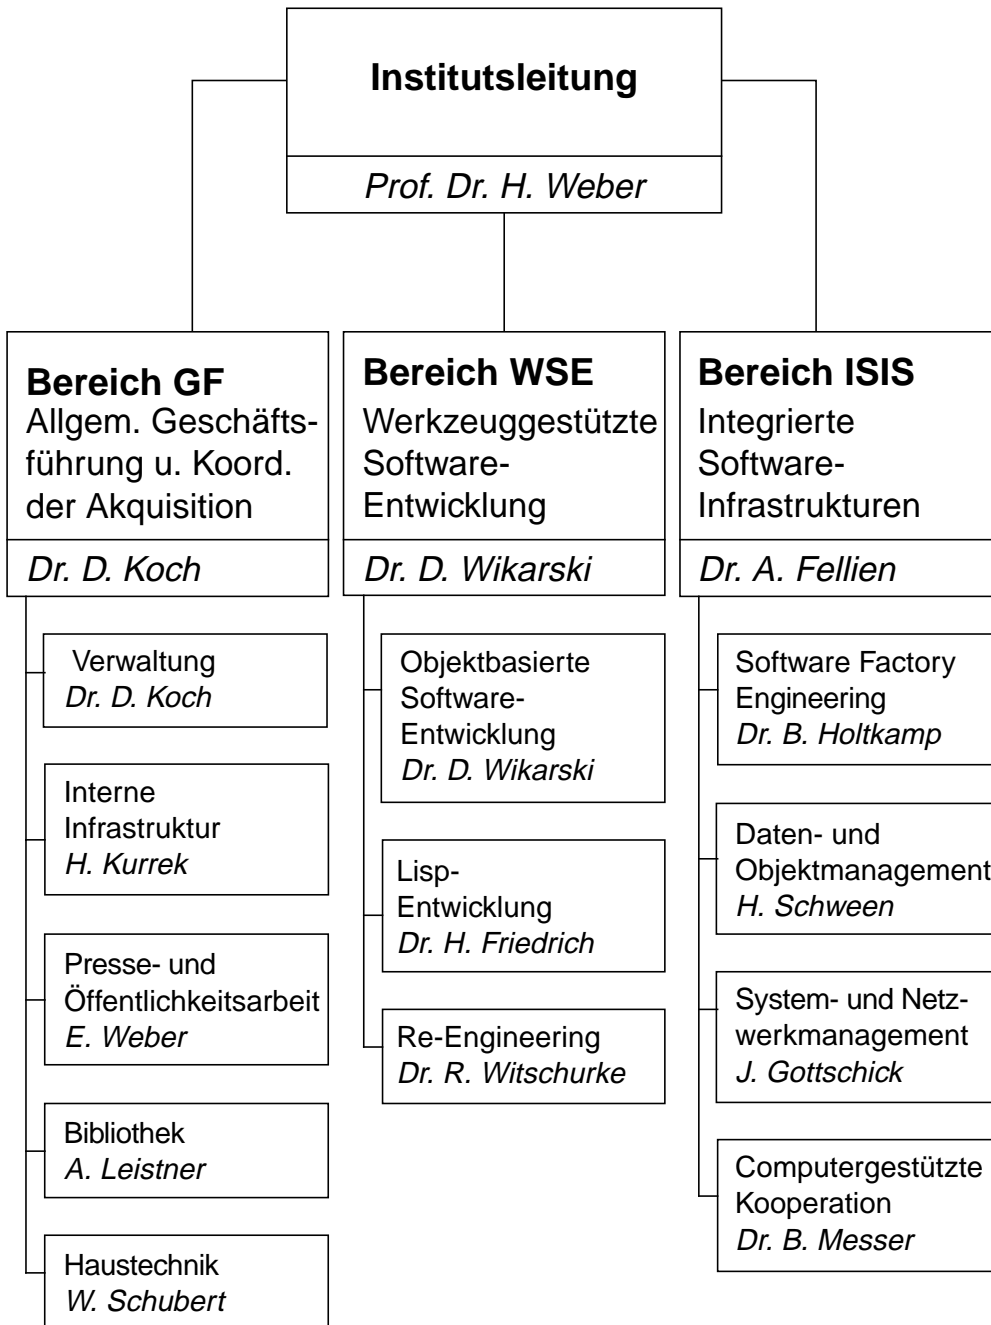 Institutsleitung
Prof. Dr. H. Weber
Bereich GF
Allgem. Geschäfts-
führung u. Koord.
der Akquisition
Dr. D. Koch
Verwaltung
Dr. D. Koch
Interne
Infrastruktur
H. Kurrek
Presse- und
Öffentlichkeitsarbeit
E. Weber
Bibliothek
A. Leistner
Haustechnik
W. Schubert
Bereich WSE
Werkzeuggestützte
Software-
Entwicklung
Dr. D. Wikarski
Objektbasierte
Software-
Entwicklung
Dr. D. Wikarski
Lisp-
Entwicklung
Dr. H. Friedrich
Re-Engineering
Dr. R. Witschurke
Bereich ISIS
Integrierte
Software-
Infrastrukturen
Dr. A. Fellien
Software Factory
Engineering
Dr. B. Holtkamp
Daten- und
Objektmanagement
H. Schween
System- und Netz-
werkmanagement
J. Gottschick
Computergestützte
Kooperation
Dr. B. Messer